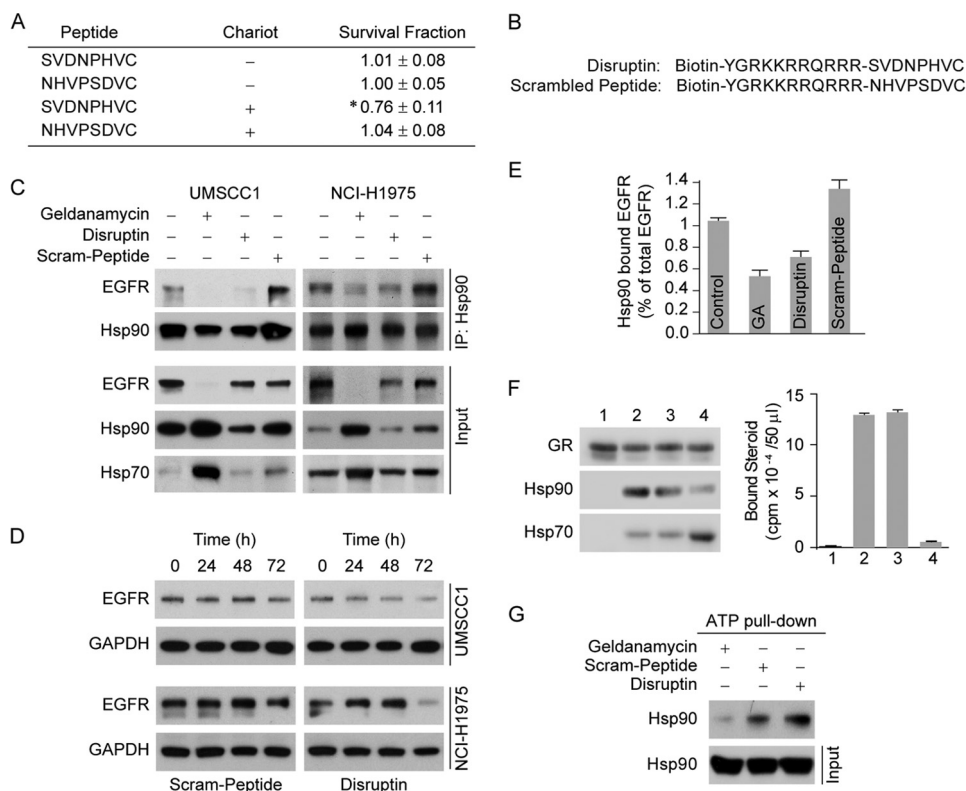 A
Peptide Chariot Survival Fraction
SVDNPHVC – 1.01 ± 0.08
NHVPSDVC – 1.00 ± 0.05
SVDNPHVC + *0.76 ± 0.11
NHVPSDVC + 1.04 ± 0.08
B
Disruptin: Biotin-YGRKKRRQRRR-SVDNPHVC
Scrambled Peptide: Biotin-YGRKKRRQRRR-NHVPSDVC
C
UMSCC1 NCI-H1975
Geldanamycin – + – – – + – –
Disruptin – – + – – – + –
Scram-Peptide – – – + – – – +
EGFR
Hsp90
IP: Hsp90
EGFR
Hsp90
Hsp70
Input
D
Time (h) Time (h)
0 24 48 72 0 24 48 72
EGFR
GAPDH
UMSCC1
EGFR
GAPDH
NCI-H1975
Scram-Peptide Disruptin
E
Hsp90 bound EGFR
(% of total EGFR)
1.4
1.2
1
0.8
0.6
0.4
0.2
0.0
Control
GA
Disruptin
Scram-Peptide
F
1 2 3 4
GR
Hsp90
Hsp70
Bound Steroid
(cpm x 10⁻⁴ /50 µl)
15
10
5
0
1 2 3 4
G
ATP pull-down
Geldanamycin + – –
Scram-Peptide – + –
Disruptin – – +
Hsp90
Hsp90
Input